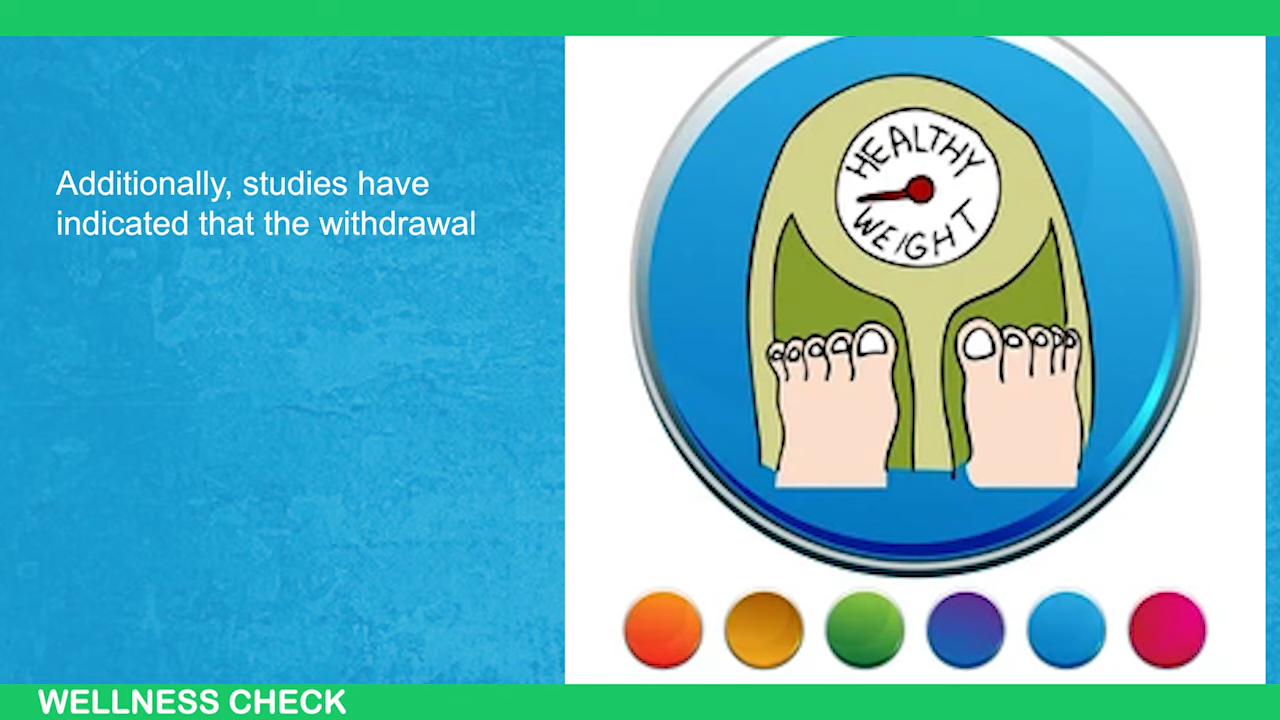 Additionally, studies have
indicated that the withdrawal
HEALTHY
WEIGHT
WELLNESS CHECK